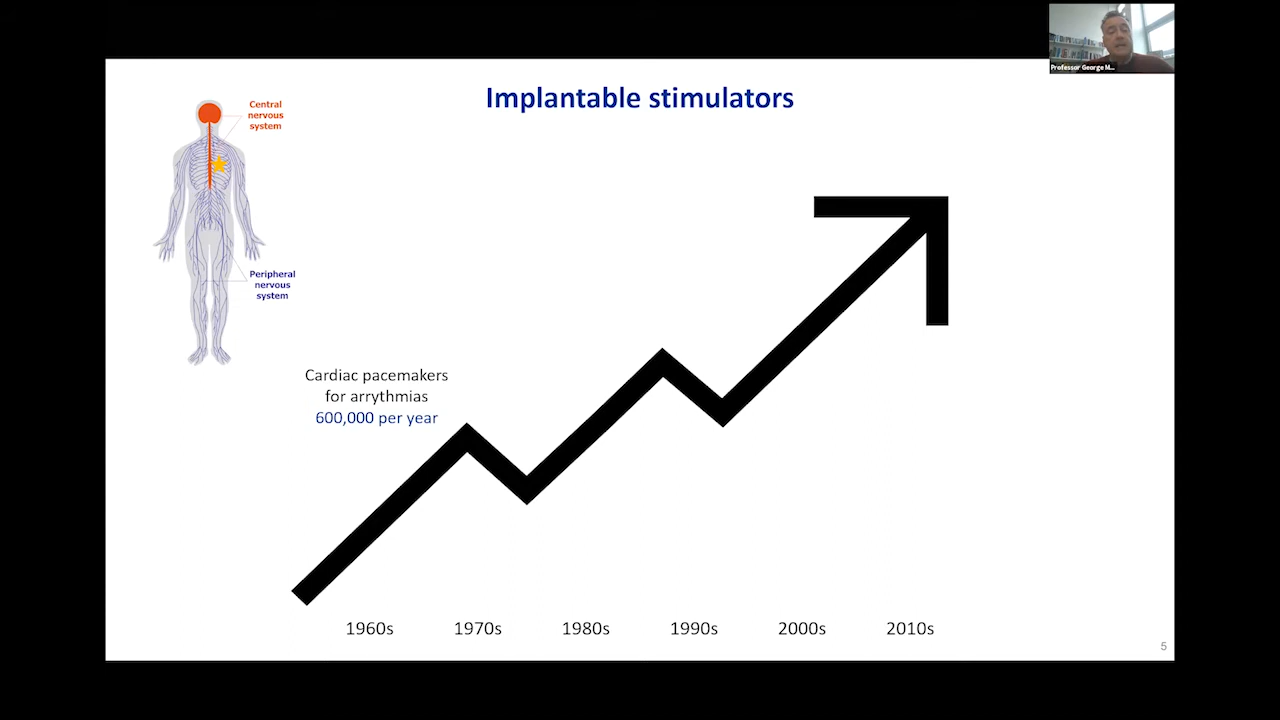 Professor George M...
Implantable stimulators
Central
nervous
system
Peripheral
nervous
system
Cardiac pacemakers
for arrythmias
600,000 per year
1960s 1970s 1980s 1990s 2000s 2010s
5